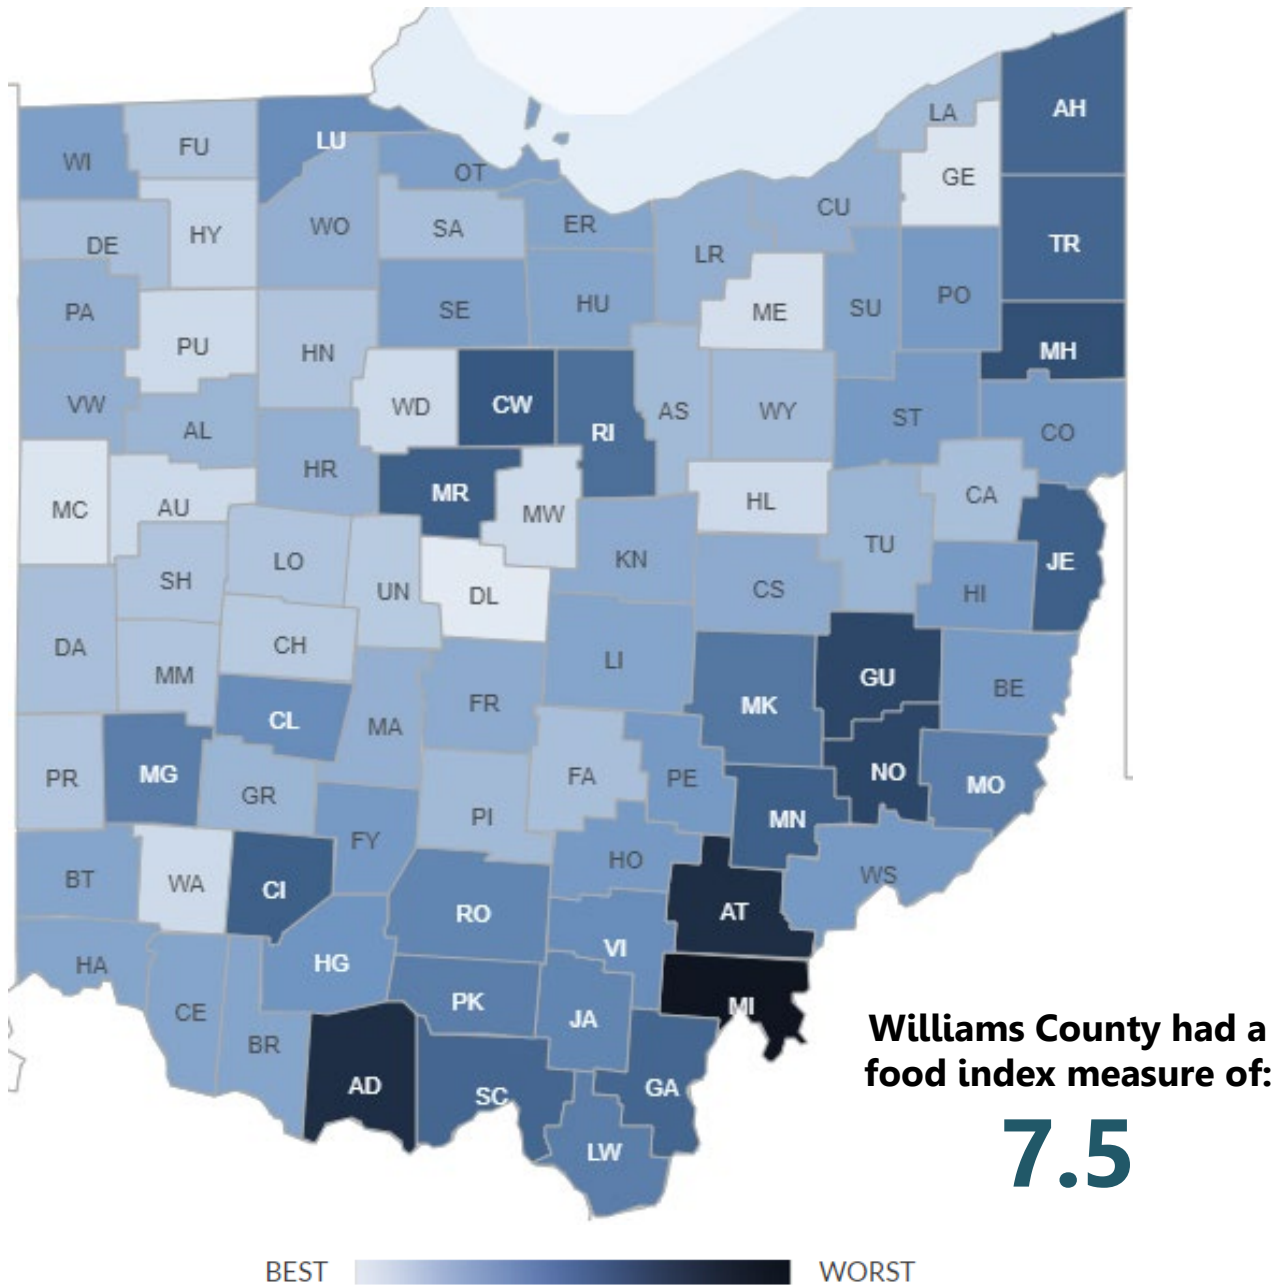 AH
LA
LU
FU
WI
OT
GE
CU
ER
WO
SA
HY
DE
TR
LR
PO
HU
SU
SE
PA
ME
PU
MH
HN
VW
WD
CW
AS
WY
ST
AL
RI
CO
HR
MR
CA
HL
AU
MC
MW
TU
KN
LO
JE
SH
CS
UN
HI
DL
CH
DA
LI
MM
GU
BE
FR
MK
CL
MA
NO
MG
FA
PE
PR
MO
GR
PI
MN
FY
HO
WS
BT
WA
CI
RO
AT
VI
HG
HA
PK
MI
CE
JA
BR
AD
GA
SC
LW
Williams County had a
food index measure of:
7.5
BEST WORST